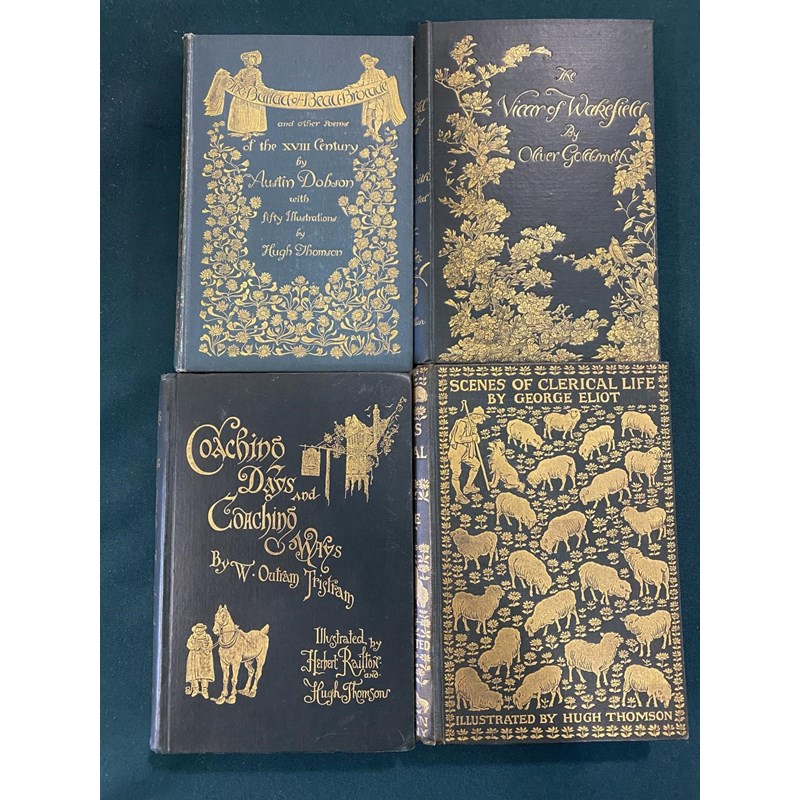 The Ballad of Beau Brocade
and other Poems
of the XVIII Century
by
Austin Dobson
with
fifty Illustrations
by
Hugh Thomson
The
Vicar of Wakefield
By
Oliver Goldsmith
Coaching
Days and
Coaching
Ways
By W. Outram Tristram
Illustrated by
Herbert Railton
and
Hugh Thomson
SCENES OF CLERICAL LIFE
BY GEORGE ELIOT
ILLUSTRATED BY HUGH THOMSON